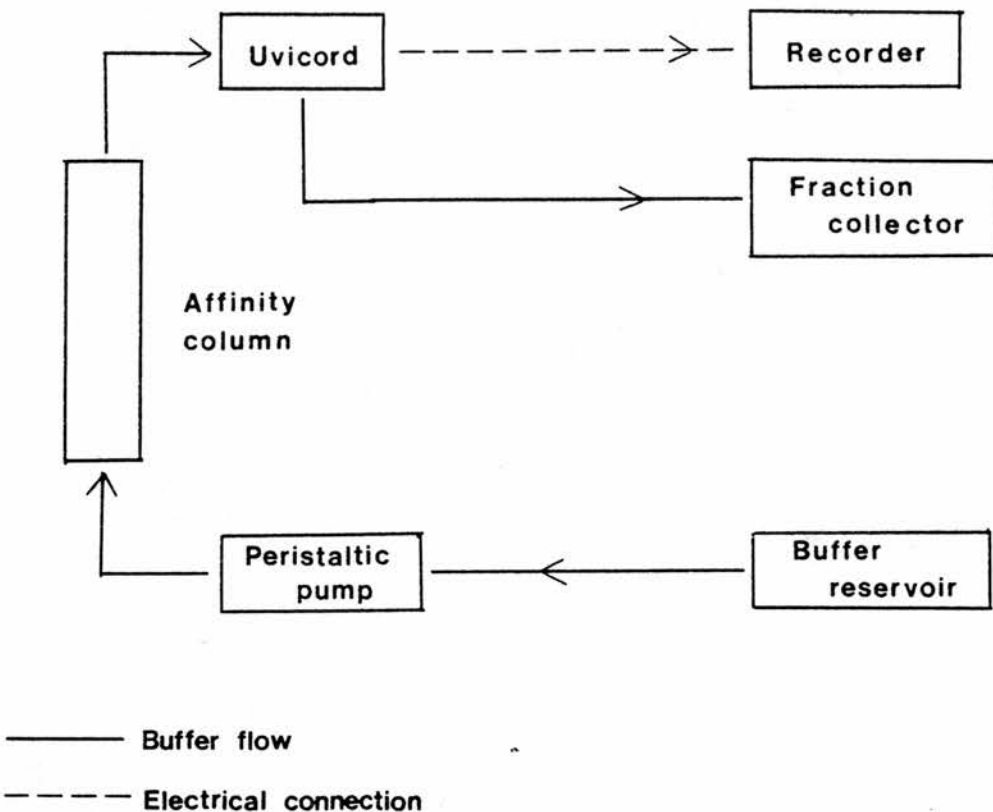 Uvicord
Recorder
Fraction
collector
Affinity
column
Peristaltic
pump
Buffer
reservoir
Buffer flow
Electrical connection